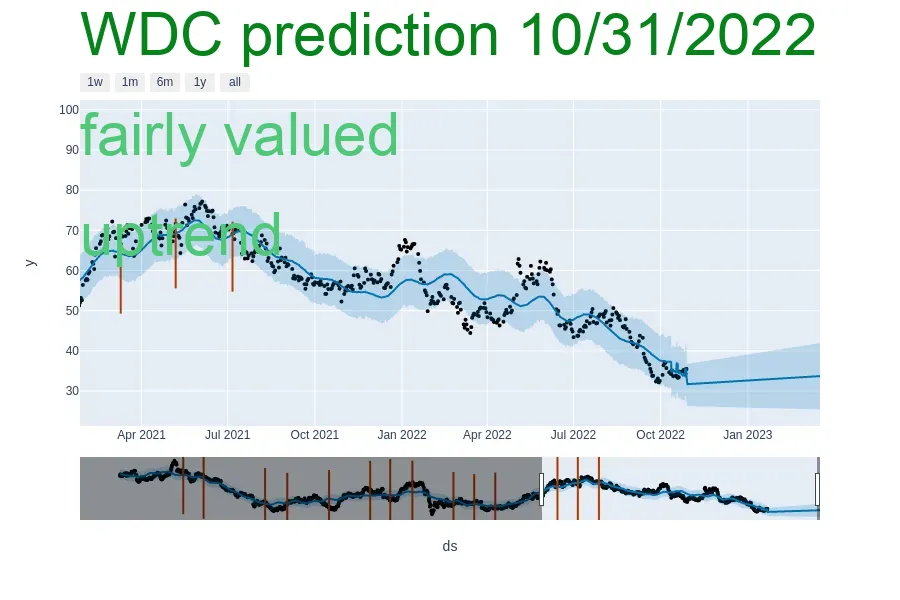 WDC prediction 10/31/2022
1w 1m 6m 1y all
100
fairly valued
90
80
70
uptrend
60
y
50
40
30
Apr 2021 Jul 2021 Oct 2021 Jan 2022 Apr 2022 Jul 2022 Oct 2022 Jan 2023
ds